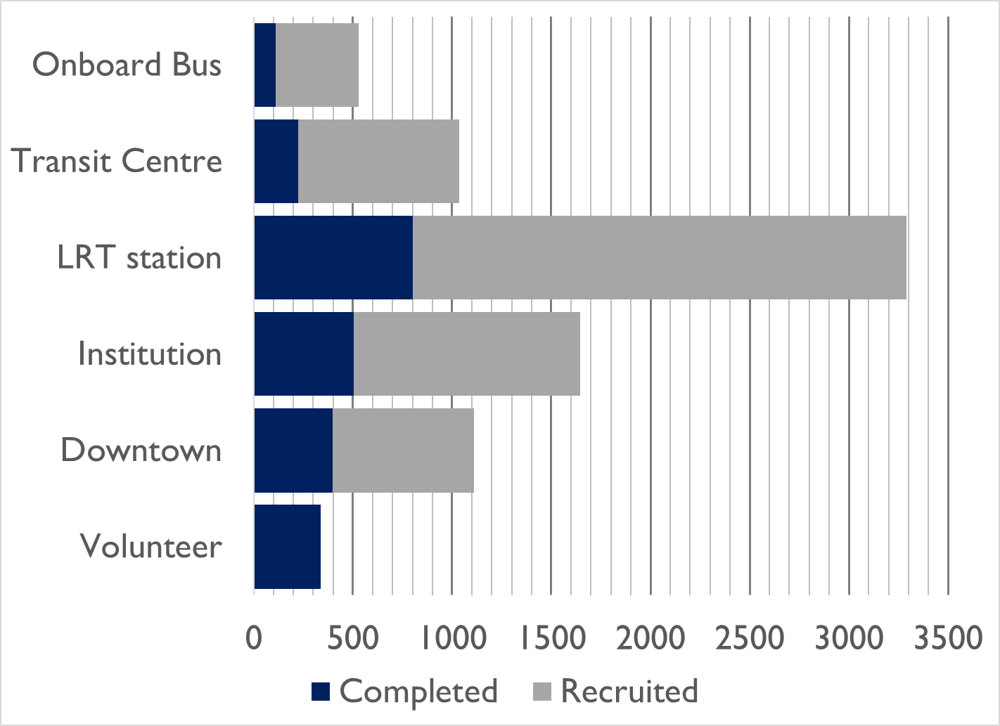 Onboard Bus
Transit Centre
LRT station
Institution
Downtown
Volunteer
0 500 1000 1500 2000 2500 3000 3500
Completed Recruited